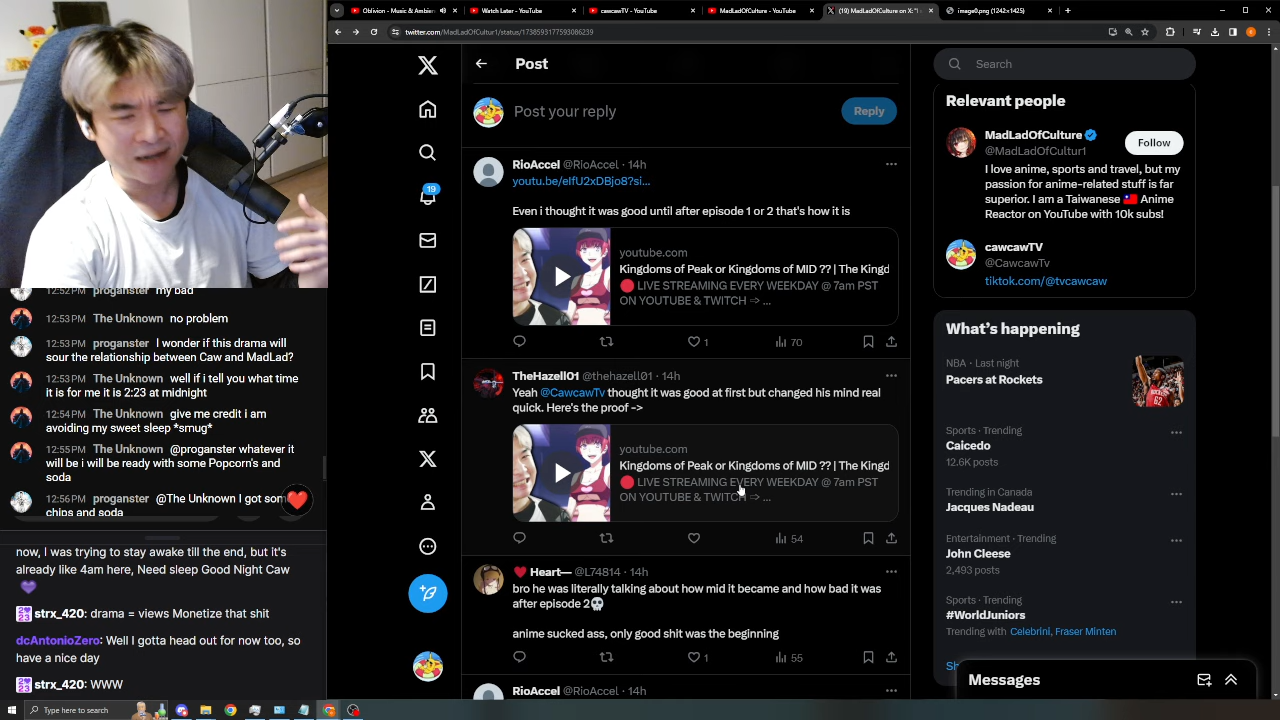 Oblivion - Music & Ambien
Watch Later - YouTube
cawcawTV - YouTube
MadLadOfCulture - YouTube
(19) MadLadOfCulture on X: "I
image0.png (1242×1425)
twitter.com/MadLadOfCultur1/status/1738593177593086239
Post
Post your reply
Reply
RioAccel @RioAccel · 14h
youtu.be/eIfU2xDBjo8?si...
Even i thought it was good until after episode 1 or 2 that's how it is
youtube.com
Kingdoms of Peak or Kingdoms of MID ?? | The Kingd
🔴 LIVE STREAMING EVERY WEEKDAY @ 7am PST
ON YOUTUBE & TWITCH ⇒ ...
1
70
TheHazell01 @thehazell01 · 14h
Yeah @CawcawTv thought it was good at first but changed his mind real
quick. Here's the proof ->
youtube.com
Kingdoms of Peak or Kingdoms of MID ?? | The Kingd
🔴 LIVE STREAMING EVERY WEEKDAY @ 7am PST
ON YOUTUBE & TWITCH ⇒ ...
54
❤️ Heart— @L74814 · 14h
bro he was literally talking about how mid it became and how bad it was
after episode 2💀
anime sucked ass, only good shit was the beginning
1
55
RioAccel @RioAccel · 14h
19
Search
Relevant people
MadLadOfCulture
@MadLadOfCultur1
Follow
I love anime, sports and travel, but my
passion for anime-related stuff is far
superior. I am a Taiwanese 🇹🇼 Anime
Reactor on YouTube with 10k subs!
cawcawTV
@CawcawTv
tiktok.com/@tvcawcaw
What's happening
NBA · Last night
Pacers at Rockets
Sports · Trending
Caicedo
12.6K posts
Trending in Canada
Jacques Nadeau
Entertainment · Trending
John Cleese
2,493 posts
Sports · Trending
#WorldJuniors
Trending with Celebrini, Fraser Minten
Sh
Messages
12:52 PM proganster my bad
12:53 PM The Unknown no problem
12:53 PM proganster I wonder if this drama will
sour the relationship between Caw and MadLad?
12:53 PM The Unknown well if i tell you what time
it is for me it is 2:23 at midnight
12:54 PM The Unknown give me credit i am
avoiding my sweet sleep *smug*
12:55 PM The Unknown @proganster whatever it
will be i will be ready with some Popcorn's and
soda
12:56 PM proganster @The Unknown I got som
chips and soda
now, I was trying to stay awake till the end, but it's
already like 4am here, Need sleep Good Night Caw
💜
strx_420: drama = views Monetize that shit
dcAntonioZero: Well I gotta head out for now too, so
have a nice day
strx_420: WWW
Type here to search